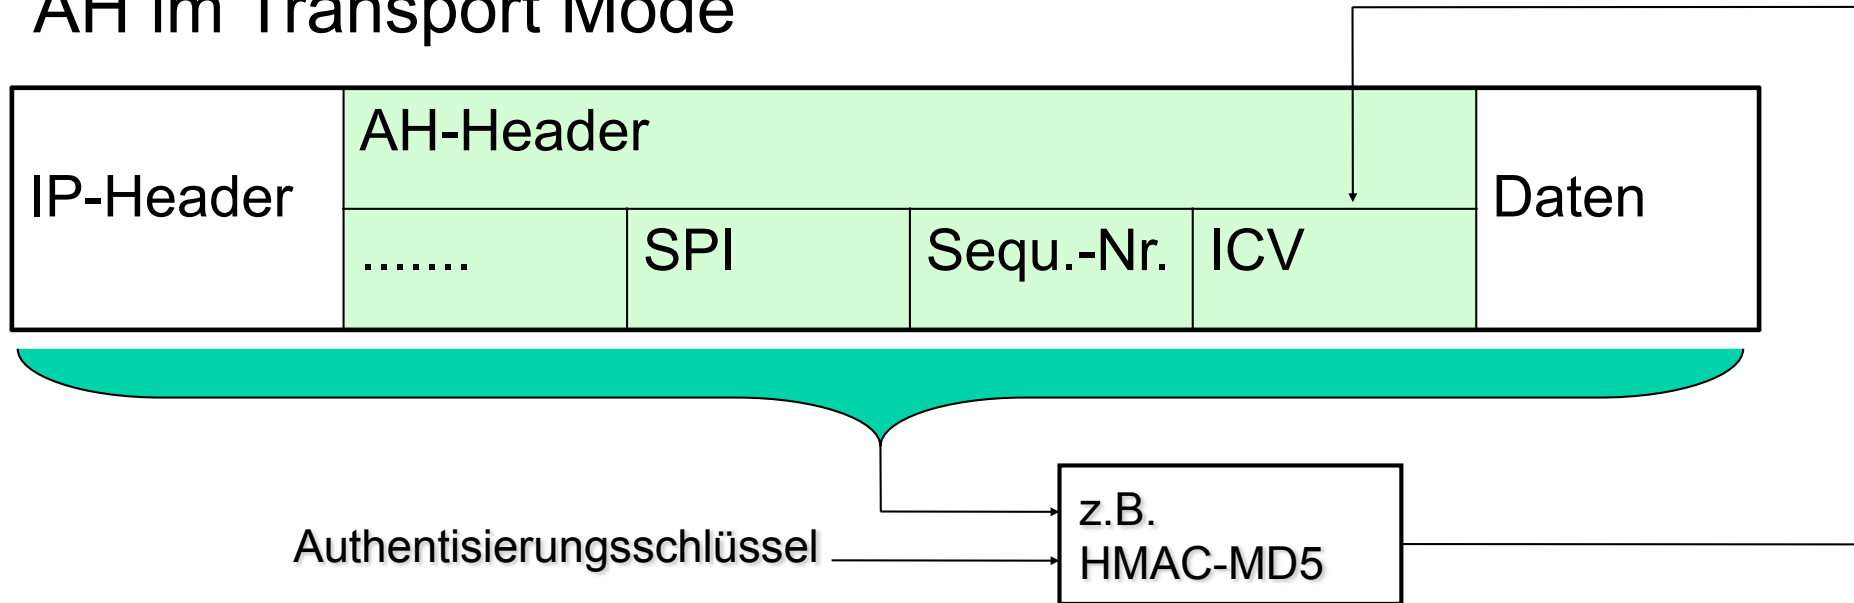 AH im Transport Mode
AH-Header
IP-Header
Daten
....... SPI Sequ.-Nr. ICV
z.B.
HMAC-MD5
Authentisierungsschlüssel